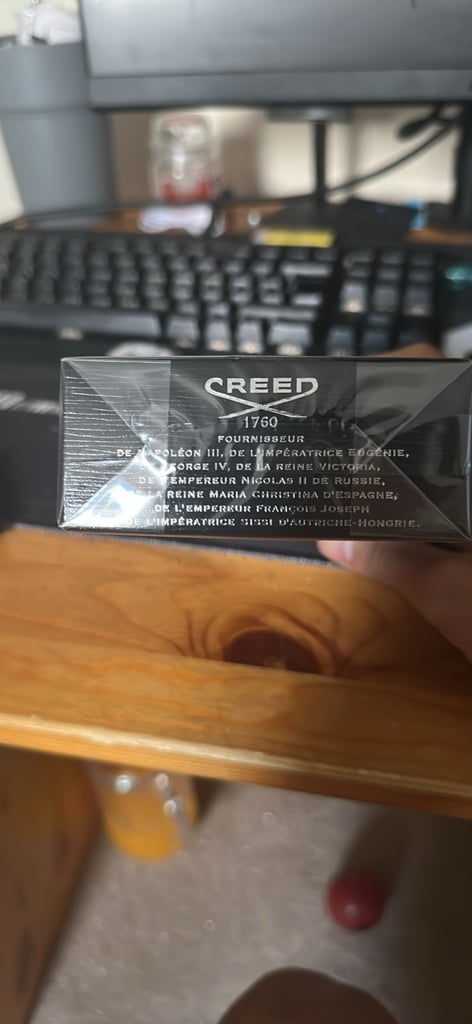 CREED
1760
FOURNISSEUR
DE NAPOLÉON III, DE L'IMPÉRATRICE EUGÉNIE,
GEORGE IV, DE LA REINE VICTORIA,
DE L'EMPEREUR NICOLAS II DE RUSSIE,
DE LA REINE MARIA CHRISTINA D'ESPAGNE,
DE L'EMPEREUR FRANÇOIS JOSEPH
DE L'IMPÉRATRICE SISSI D'AUTRICHE-HONGRIE.